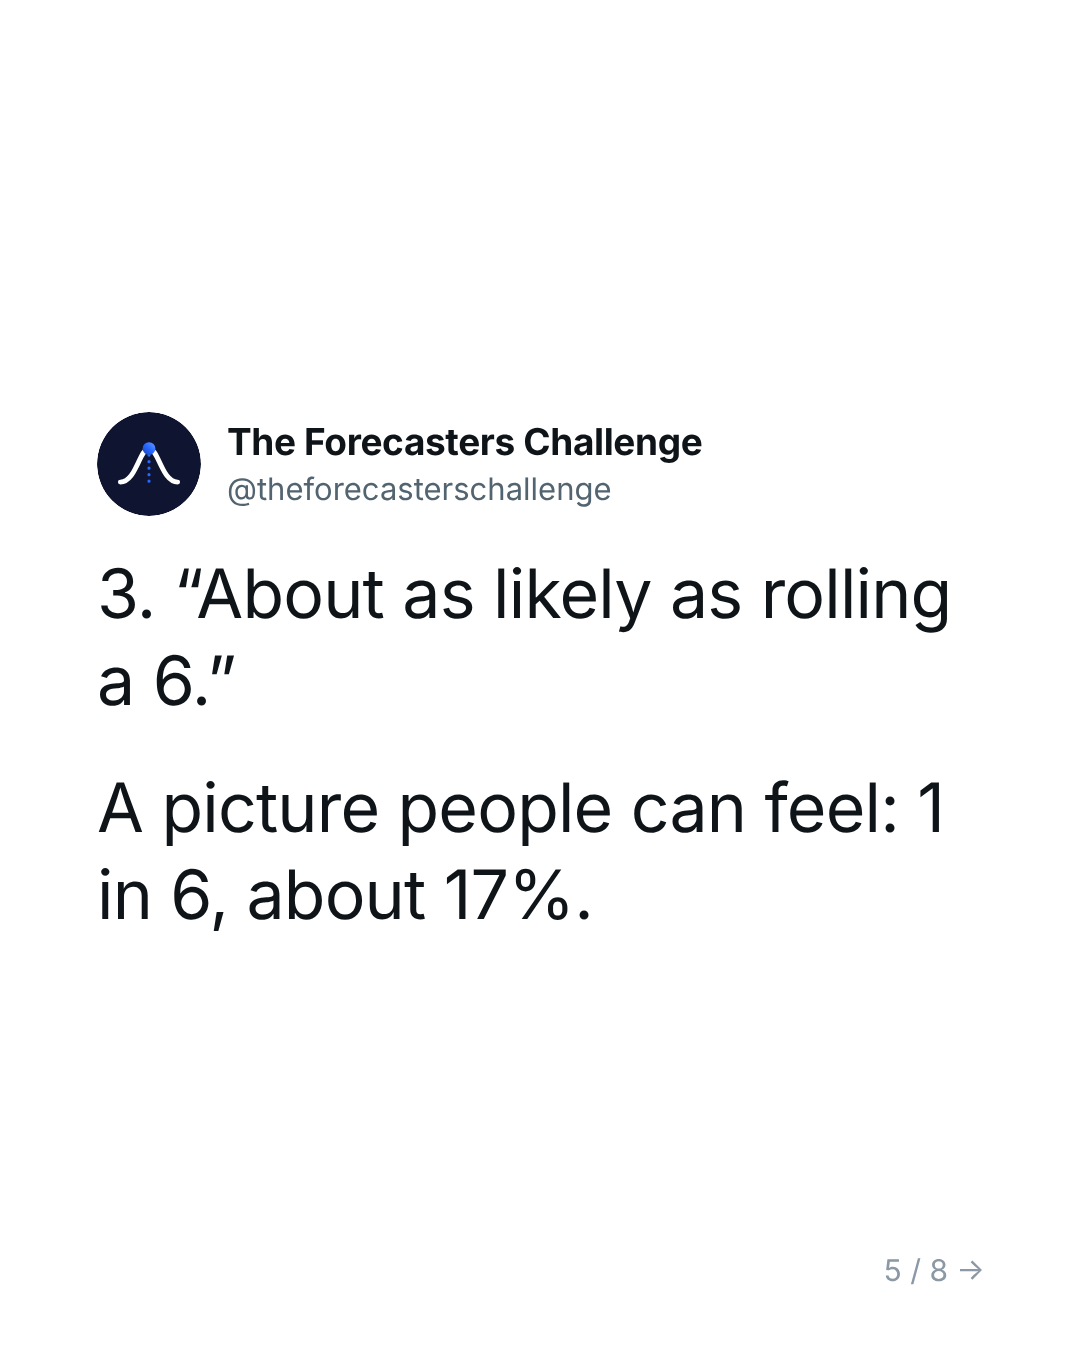 The Forecasters Challenge
@theforecasterschallenge
3. “About as likely as rolling
a 6.”
A picture people can feel: 1
in 6, about 17%.
5 / 8 →